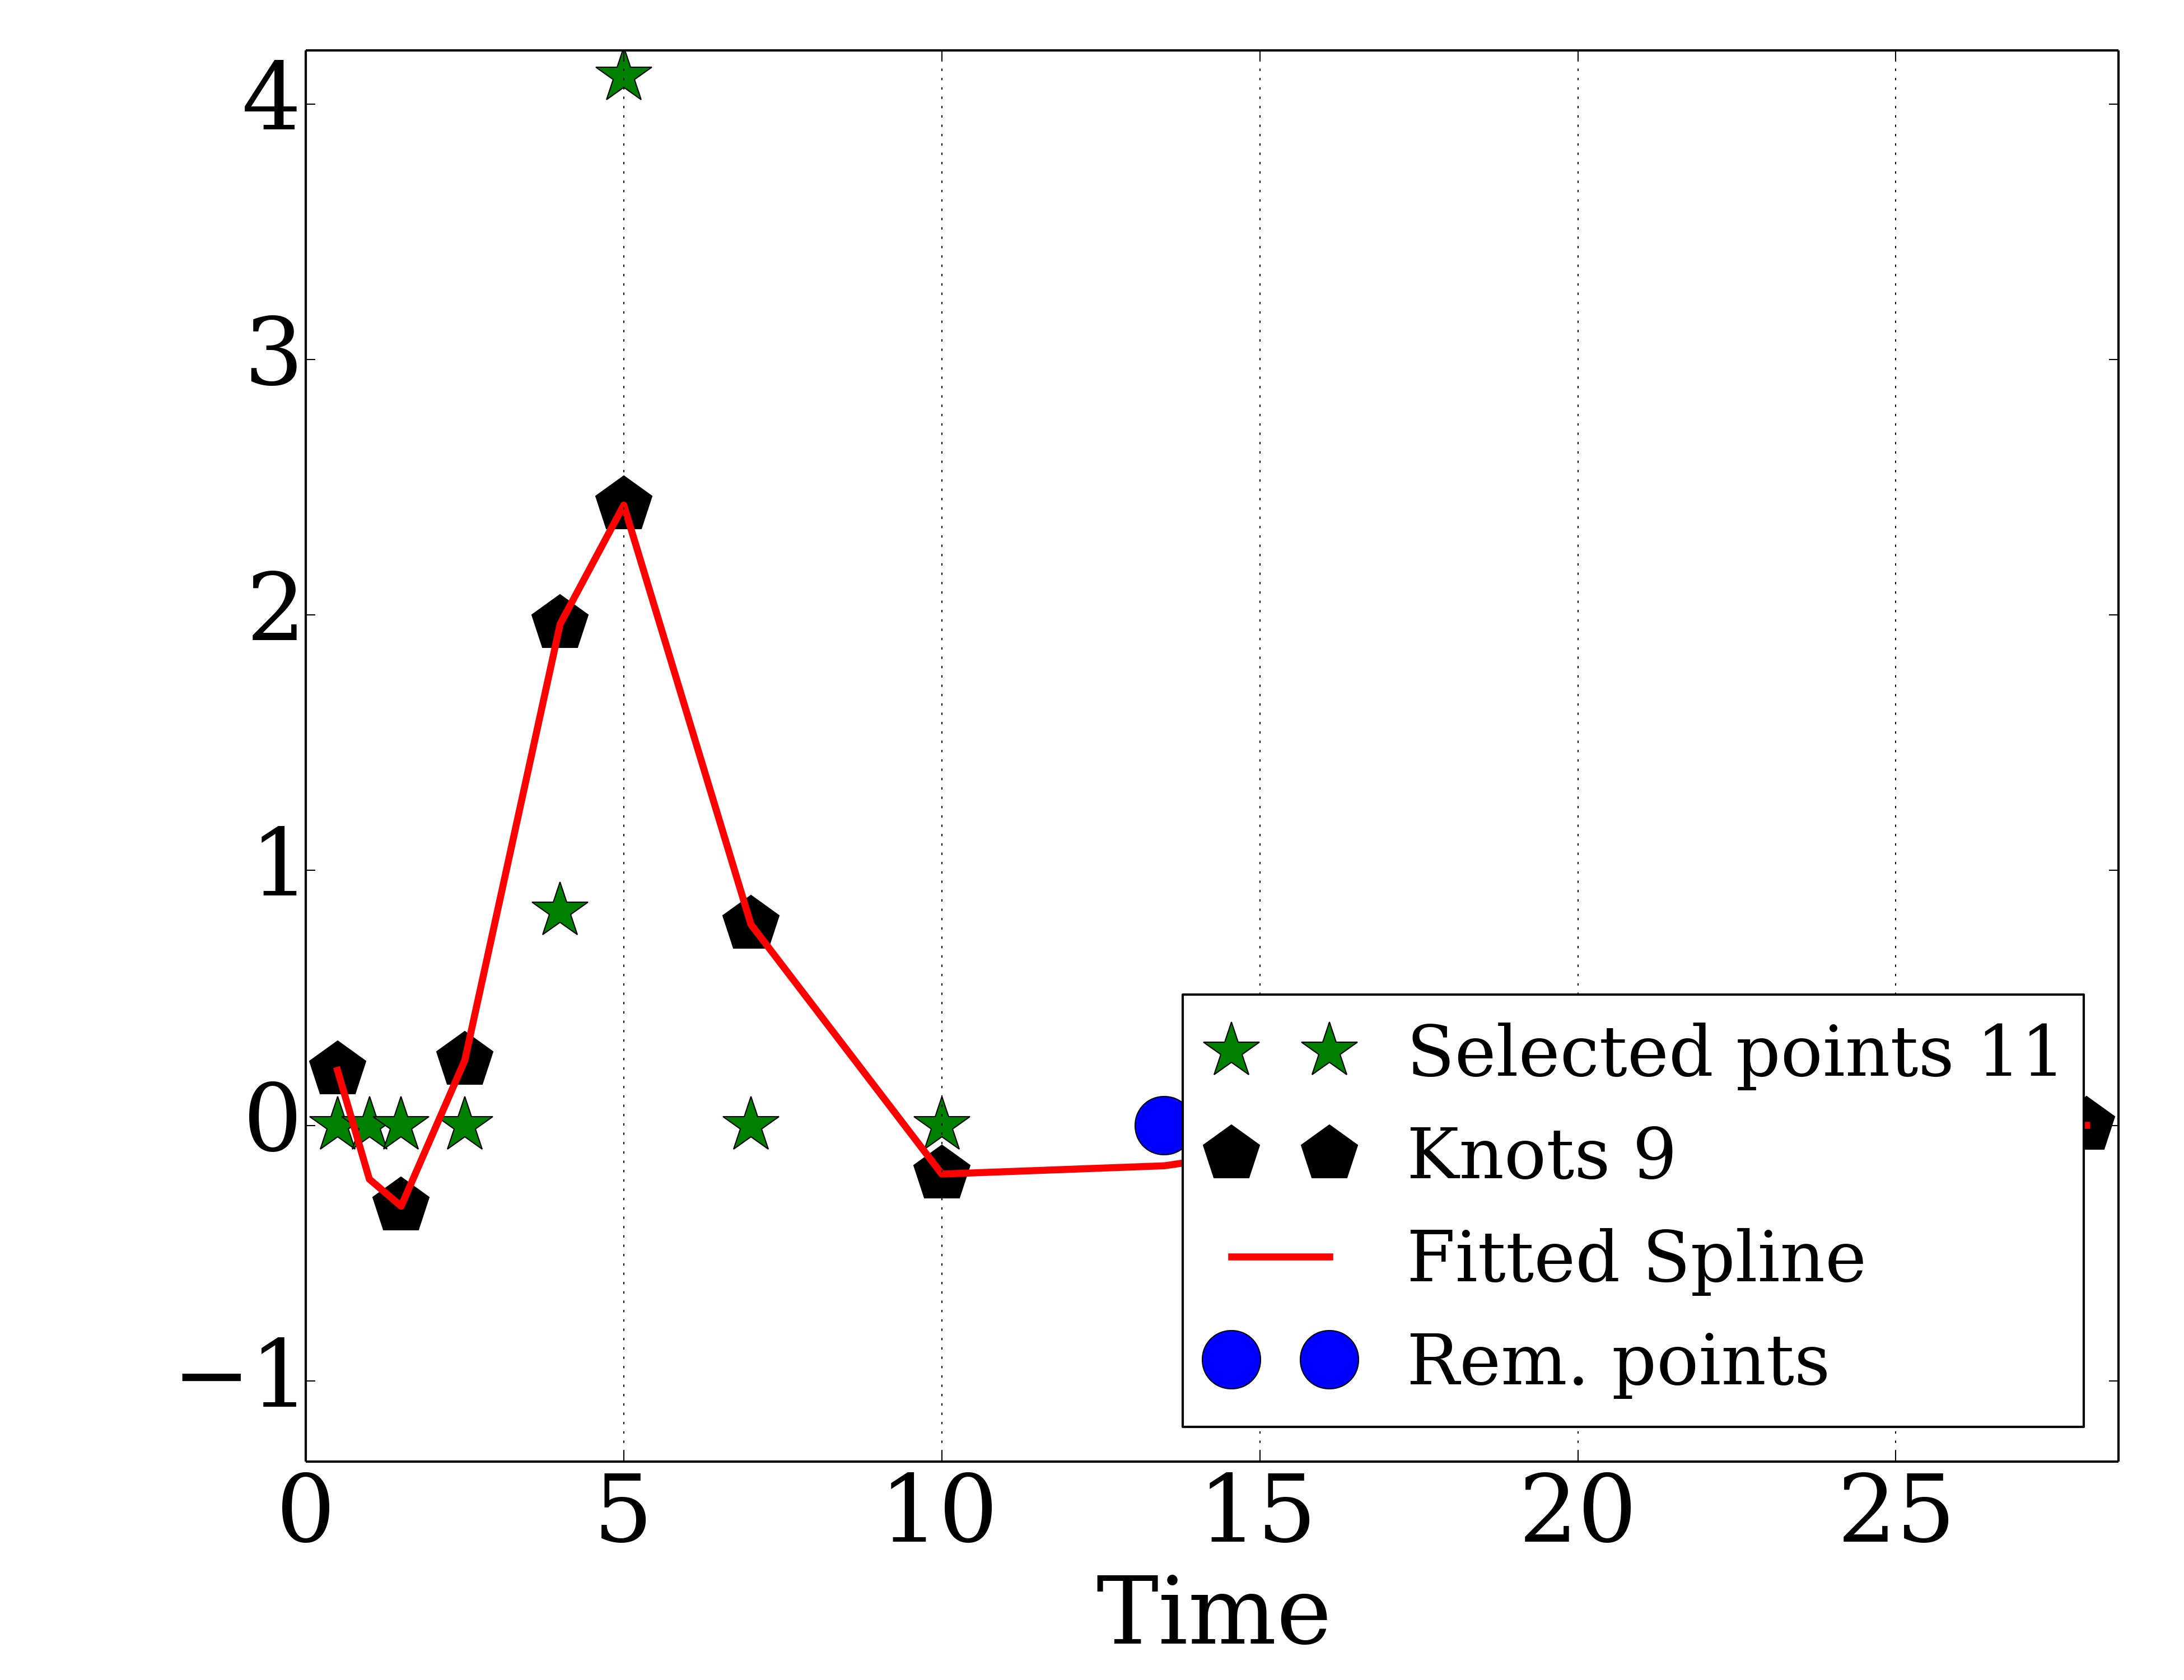 4
3
2
1
0
−1
Selected points 11
Knots 9
Fitted Spline
Rem. points
0 5 10 15 20 25
Time